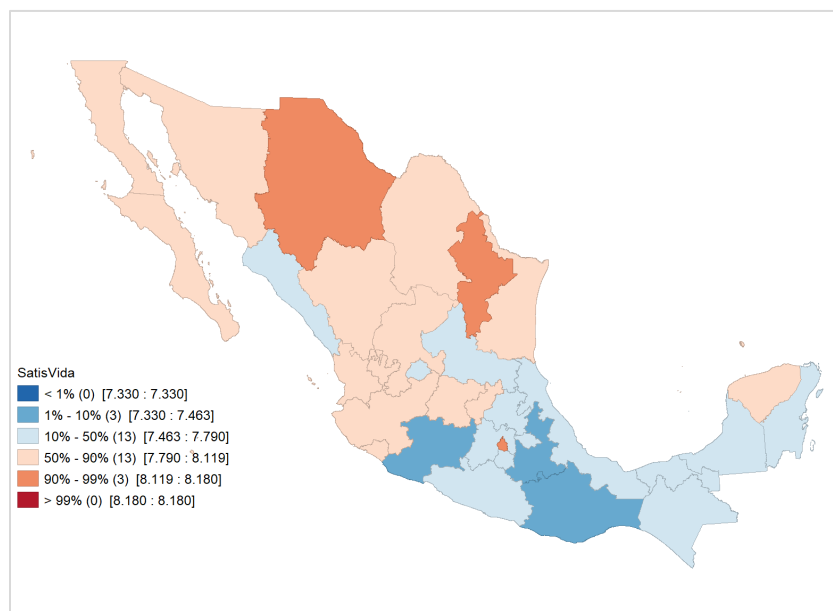 SatisVida
< 1% (0) [7.330 : 7.330]
1% - 10% (3) [7.330 : 7.463]
10% - 50% (13) [7.463 : 7.790]
50% - 90% (13) [7.790 : 8.119]
90% - 99% (3) [8.119 : 8.180]
> 99% (0) [8.180 : 8.180]